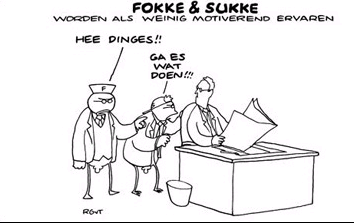 FOKKE & SUKKE
WORDEN ALS WEINIG MOTIVEREND ERVAREN
HEE DINGES!!
GA ES
WAT
DOEN!!!
F
RGvT